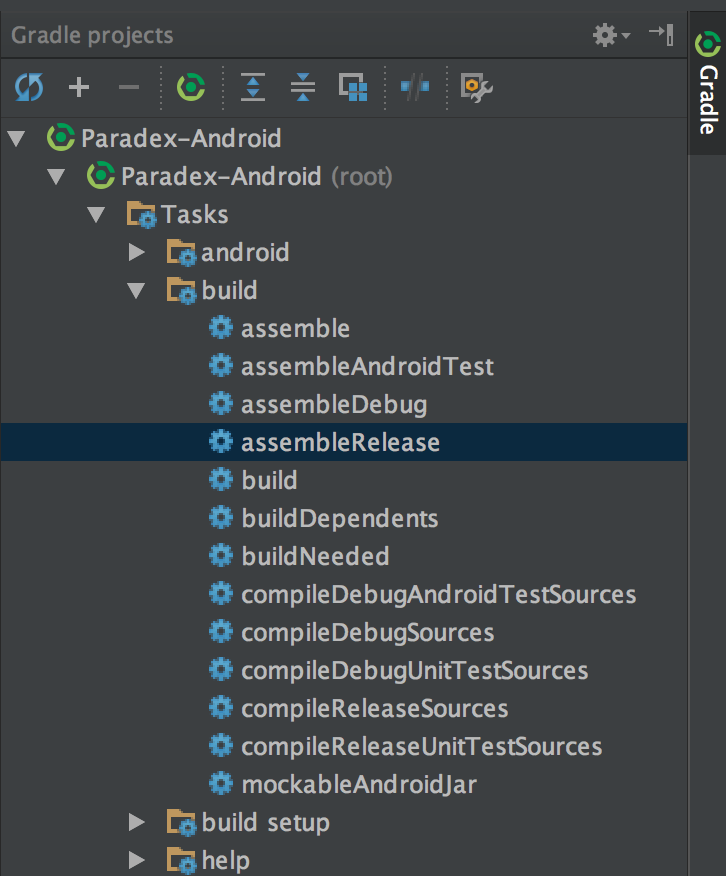 Gradle projects
Gradle
Paradex-Android
Paradex-Android (root)
Tasks
android
build
assemble
assembleAndroidTest
assembleDebug
assembleRelease
build
buildDependents
buildNeeded
compileDebugAndroidTestSources
compileDebugSources
compileDebugUnitTestSources
compileReleaseSources
compileReleaseUnitTestSources
mockableAndroidJar
build setup
help